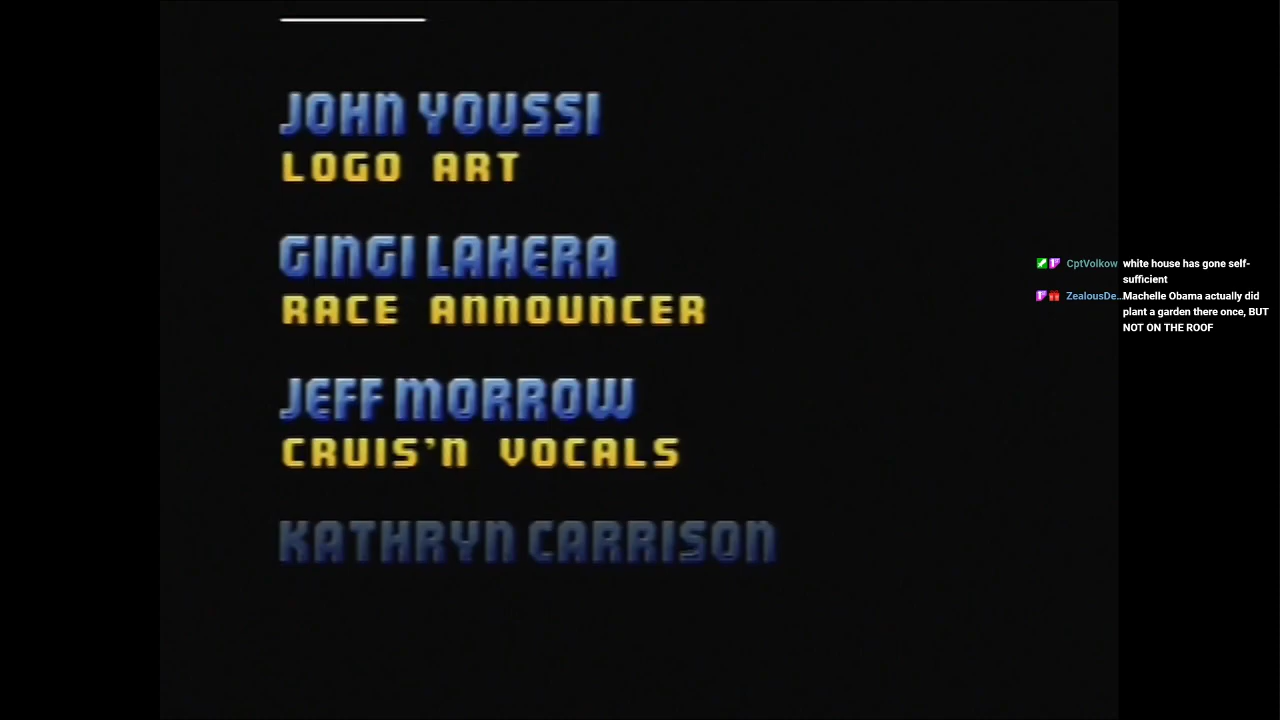 JOHN YOUSSI
LOGO ART
GINGI LAHERA
RACE ANNOUNCER
JEFF MORROW
CRUIS'N VOCALS
KATHRYN CARRISON
CptVolkow white house has gone self-
sufficient
ZealousDe... Machelle Obama actually did
plant a garden there once, BUT
NOT ON THE ROOF